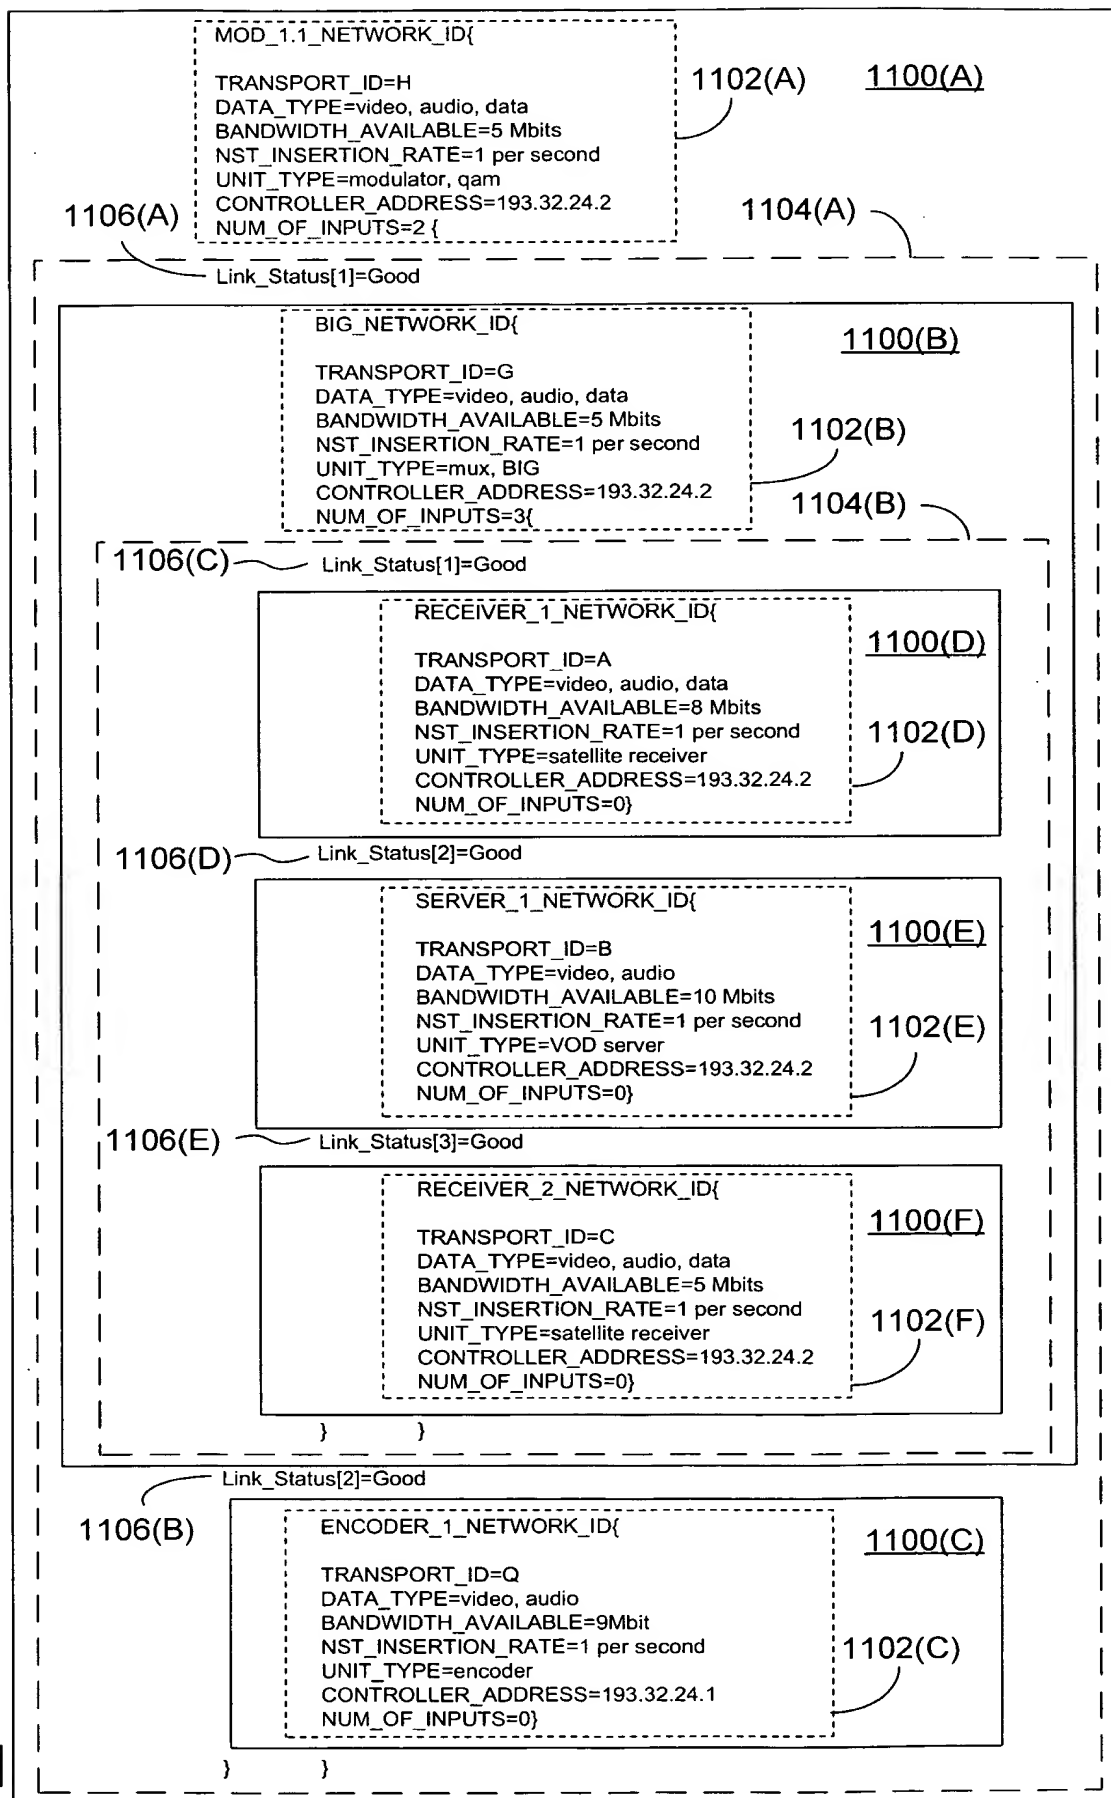 MOD_1.1_NETWORK_ID{
1102(A)
1100(A)
TRANSPORT_ID=H
DATA_TYPE=video, audio, data
BANDWIDTH_AVAILABLE=5 Mbits
NST_INSERTION_RATE=1 per second
UNIT_TYPE=modulator, qam
CONTROLLER_ADDRESS=193.32.24.2
NUM_OF_INPUTS=2 {
1106(A)
1104(A)
Link_Status[1]=Good
BIG_NETWORK_ID{
1100(B)
TRANSPORT_ID=G
DATA_TYPE=video, audio, data
BANDWIDTH_AVAILABLE=5 Mbits
NST_INSERTION_RATE=1 per second
UNIT_TYPE=mux, BIG
CONTROLLER_ADDRESS=193.32.24.2
NUM_OF_INPUTS=3{
1102(B)
1104(B)
1106(C)
Link_Status[1]=Good
RECEIVER_1_NETWORK_ID{
1100(D)
TRANSPORT_ID=A
DATA_TYPE=video, audio, data
BANDWIDTH_AVAILABLE=8 Mbits
NST_INSERTION_RATE=1 per second
UNIT_TYPE=satellite receiver
CONTROLLER_ADDRESS=193.32.24.2
NUM_OF_INPUTS=0}
1102(D)
1106(D)
Link_Status[2]=Good
SERVER_1_NETWORK_ID{
1100(E)
TRANSPORT_ID=B
DATA_TYPE=video, audio
BANDWIDTH_AVAILABLE=10 Mbits
NST_INSERTION_RATE=1 per second
UNIT_TYPE=VOD server
CONTROLLER_ADDRESS=193.32.24.2
NUM_OF_INPUTS=0}
1102(E)
1106(E)
Link_Status[3]=Good
RECEIVER_2_NETWORK_ID{
1100(F)
TRANSPORT_ID=C
DATA_TYPE=video, audio, data
BANDWIDTH_AVAILABLE=5 Mbits
NST_INSERTION_RATE=1 per second
UNIT_TYPE=satellite receiver
CONTROLLER_ADDRESS=193.32.24.2
NUM_OF_INPUTS=0}
1102(F)
} }
Link_Status[2]=Good
1106(B)
ENCODER_1_NETWORK_ID{
1100(C)
TRANSPORT_ID=Q
DATA_TYPE=video, audio
BANDWIDTH_AVAILABLE=9Mbit
NST_INSERTION_RATE=1 per second
UNIT_TYPE=encoder
CONTROLLER_ADDRESS=193.32.24.1
NUM_OF_INPUTS=0}
1102(C)
} }